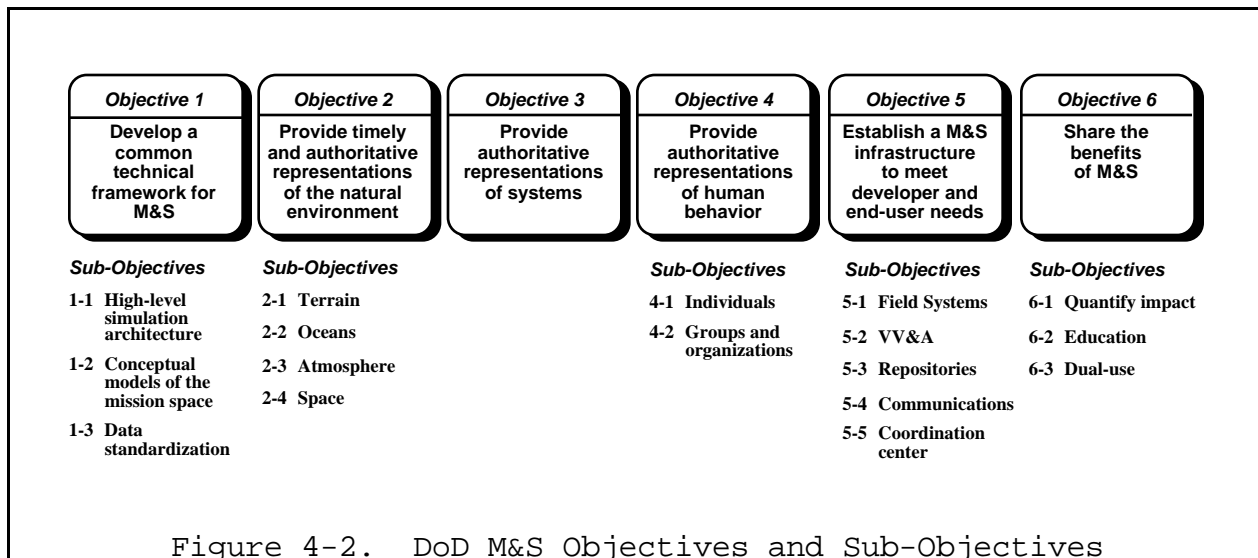 Objective 1
Develop a
common
technical
framework for
M&S
Objective 2
Provide timely
and authoritative
representations
of the natural
environment
Objective 3
Provide
authoritative
representations
of systems
Objective 4
Provide
authoritative
representations
of human
behavior
Objective 5
Establish a M&S
infrastructure
to meet
developer and
end-user needs
Objective 6
Share the
benefits
of M&S
Sub-Objectives
1-1 High-level
simulation
architecture
1-2 Conceptual
models of the
mission space
1-3 Data
standardization
Sub-Objectives
2-1 Terrain
2-2 Oceans
2-3 Atmosphere
2-4 Space
Sub-Objectives
4-1 Individuals
4-2 Groups and
organizations
Sub-Objectives
5-1 Field Systems
5-2 VV&A
5-3 Repositories
5-4 Communications
5-5 Coordination
center
Sub-Objectives
6-1 Quantify impact
6-2 Education
6-3 Dual-use
Figure 4-2. DoD M&S Objectives and Sub-Objectives